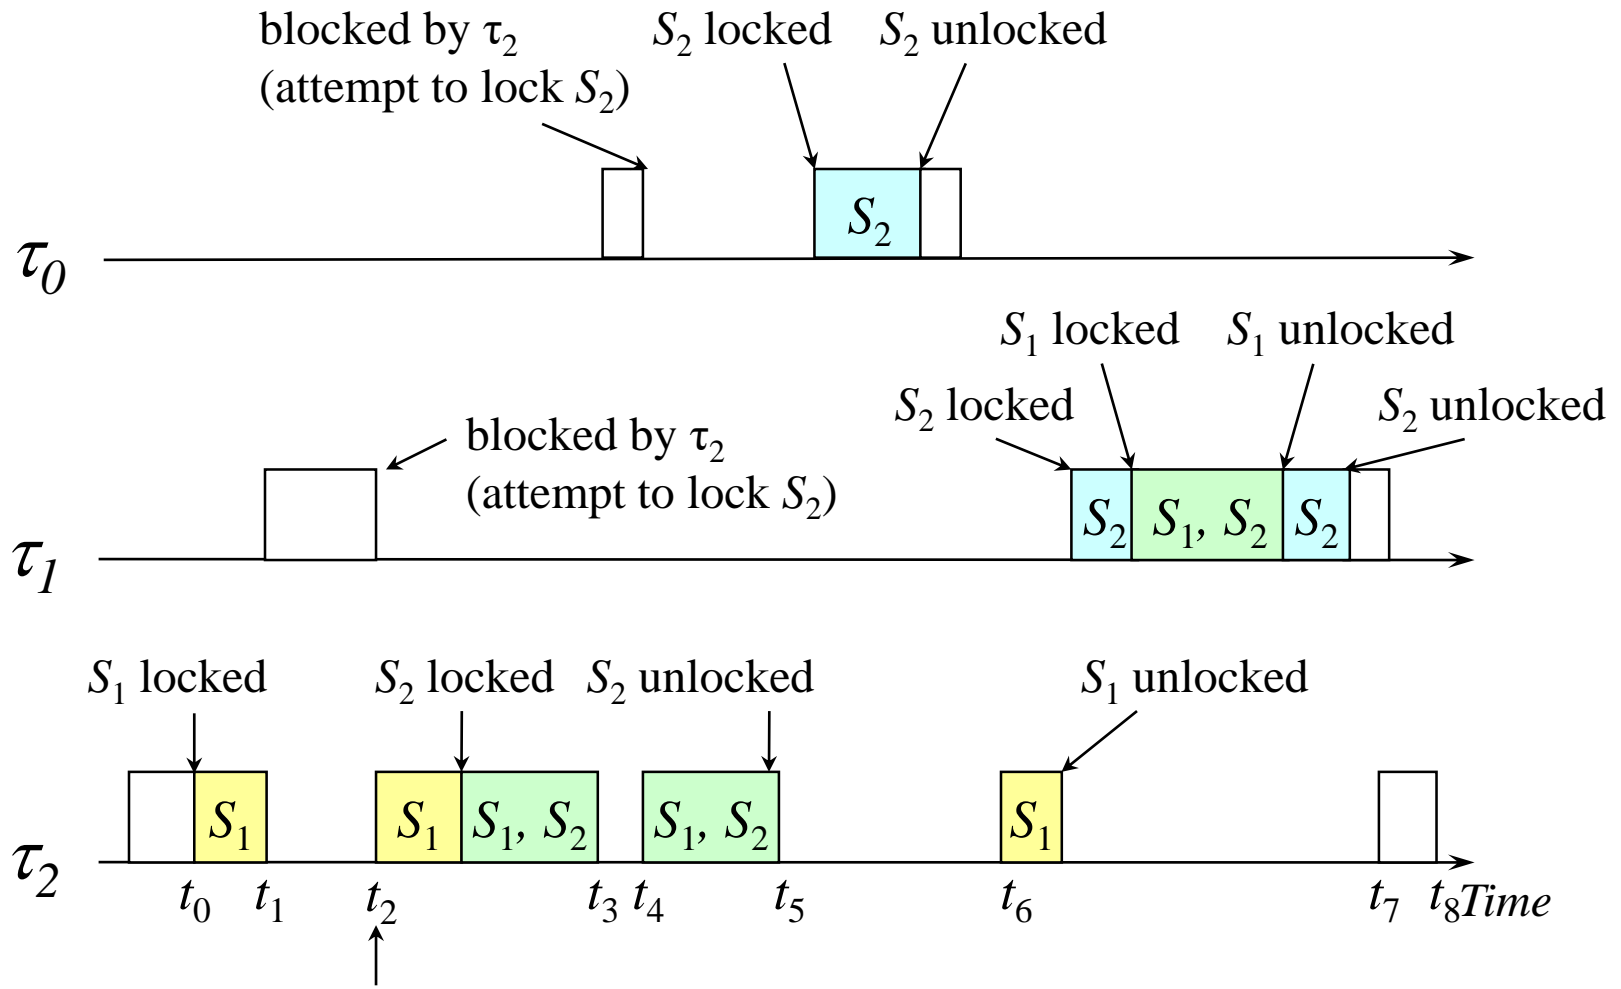 blocked by τ₂
(attempt to lock S₂)
S₂ locked
S₂ unlocked
S₂
τ₀
S₁ locked
S₁ unlocked
S₂ locked
S₂ unlocked
blocked by τ₂
(attempt to lock S₂)
S₂
S₁, S₂
S₂
τ₁
S₁ locked
S₂ locked
S₂ unlocked
S₁ unlocked
S₁
S₁
S₁, S₂
S₁, S₂
S₁
τ₂
t₀
t₁
t₂
t₃
t₄
t₅
t₆
t₇
t₈
Time